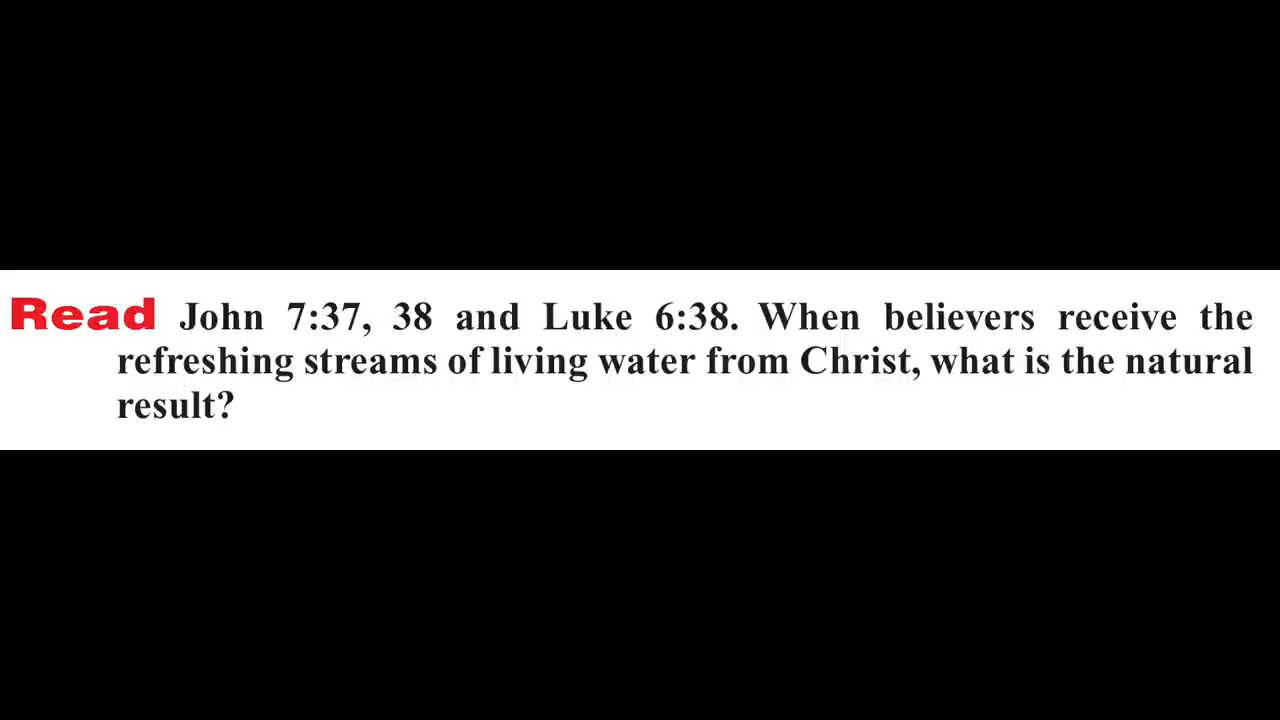 Read John 7:37, 38 and Luke 6:38. When believers receive the
refreshing streams of living water from Christ, what is the natural
result?